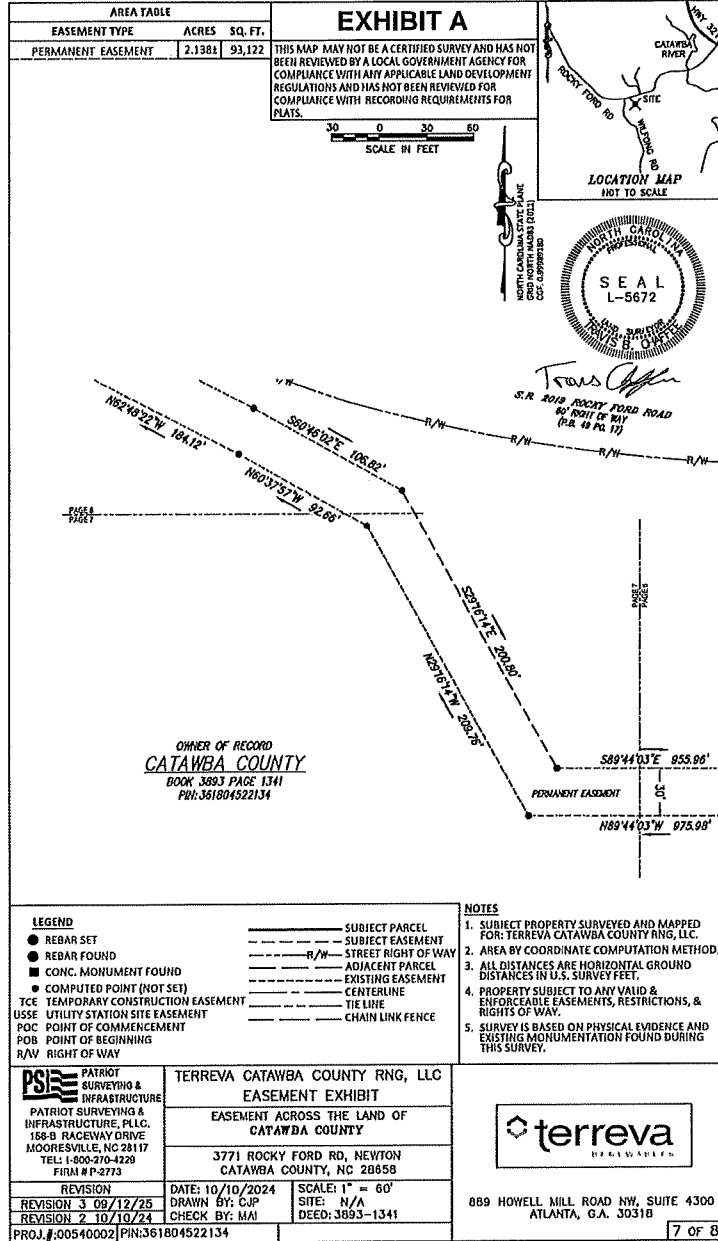 AREA TABLE
EASEMENT TYPE ACRES SQ. FT.
PERMANENT EASEMENT 2.138± 93,122
EXHIBIT A
THIS MAP MAY NOT BE A CERTIFIED SURVEY AND HAS NOT
BEEN REVIEWED BY A LOCAL GOVERNMENT AGENCY FOR
COMPLIANCE WITH ANY APPLICABLE LAND DEVELOPMENT
REGULATIONS AND HAS NOT BEEN REVIEWED FOR
COMPLIANCE WITH RECORDING REQUIREMENTS FOR
PLATS.
30 0 30 60
SCALE IN FEET
HWY 321
CATAWBA
RIVER
ROCKY FORD RD
SITE
WILFONG RD
LOCATION MAP
NOT TO SCALE
NORTH CAROLINA STATE PLANE
GRID NORTH NAD83 (2011)
NORTH CAROLINA
PROFESSIONAL
SEAL
L-5672
LAND SURVEYOR
TRAVIS B. CHAFFEE
S.R. 2019 ROCKY FORD ROAD
60' RIGHT OF WAY
(P.B. 49 PG. 17)
R/W
R/W
R/W
R/W
R/W
N62°48'22"W 184.12'
S60°46'02"E 106.82'
N60°37'57"W 92.66'
PAGE 8
PAGE 7
S29°16'14"E 200.80'
N29°16'14"W 209.76'
PAGE 7
PAGE 6
S89°44'03"E 955.96'
PERMANENT EASEMENT
30'
N89°44'03"W 975.98'
OWNER OF RECORD
CATAWBA COUNTY
BOOK 3893 PAGE 1341
PIN:361804522134
LEGEND
REBAR SET
REBAR FOUND
CONC. MONUMENT FOUND
COMPUTED POINT (NOT SET)
TCE TEMPORARY CONSTRUCTION EASEMENT
USSE UTILITY STATION SITE EASEMENT
POC POINT OF COMMENCEMENT
POB POINT OF BEGINNING
R/W RIGHT OF WAY
SUBJECT PARCEL
SUBJECT EASEMENT
R/W STREET RIGHT OF WAY
ADJACENT PARCEL
EXISTING EASEMENT
CENTERLINE
TIE LINE
CHAIN LINK FENCE
NOTES
1. SUBJECT PROPERTY SURVEYED AND MAPPED
FOR: TERREVA CATAWBA COUNTY RNG, LLC.
2. AREA BY COORDINATE COMPUTATION METHOD.
3. ALL DISTANCES ARE HORIZONTAL GROUND
DISTANCES IN U.S. SURVEY FEET.
4. PROPERTY SUBJECT TO ANY VALID &
ENFORCEABLE EASEMENTS, RESTRICTIONS, &
RIGHTS OF WAY.
5. SURVEY IS BASED ON PHYSICAL EVIDENCE AND
EXISTING MONUMENTATION FOUND DURING
THIS SURVEY.
PSI PATRIOT
SURVEYING &
INFRASTRUCTURE
PATRIOT SURVEYING &
INFRASTRUCTURE, PLLC.
156-B RACEWAY DRIVE
MOORESVILLE, NC 28117
TEL: 1-800-270-4229
FIRM # P-2773
REVISION
REVISION 3 09/12/25
REVISION 2 10/10/24
PROJ.#:00540002 PIN:361804522134
TERREVA CATAWBA COUNTY RNG, LLC
EASEMENT EXHIBIT
EASEMENT ACROSS THE LAND OF
CATAWBA COUNTY
3771 ROCKY FORD RD, NEWTON
CATAWBA COUNTY, NC 28658
DATE: 10/10/2024
DRAWN BY: CJP
CHECK BY: MAI
SCALE: 1" = 60'
SITE: N/A
DEED: 3893-1341
terreva
RENEWABLES
889 HOWELL MILL ROAD NW, SUITE 4300
ATLANTA, G.A. 30318
7 OF 8